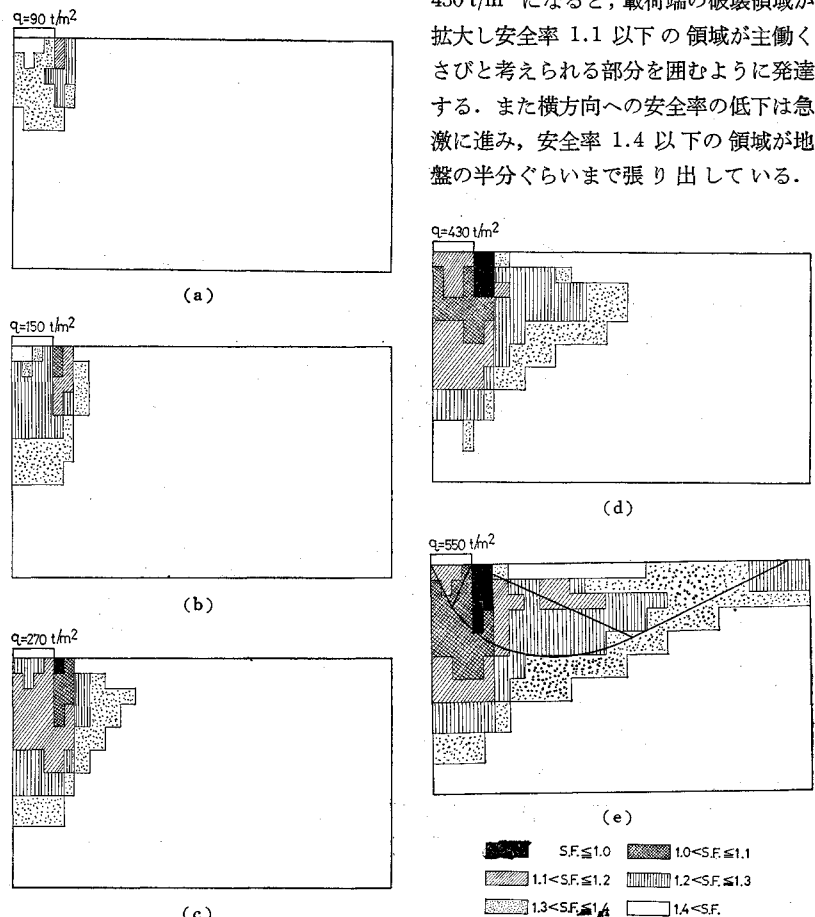 430 t/m² になると，載荷端の破壊領域が
拡大し安全率 1.1 以下の領域が主働く
さびと考えられる部分を囲むように発達
する．また横方向への安全率の低下は急
激に進み，安全率 1.4 以下の領域が地
盤の半分ぐらいまで張り出している．
q=90 t/m²
(a)
q=150 t/m²
(b)
q=270 t/m²
(c)
q=430 t/m²
(d)
q=550 t/m²
(e)
S.F.≦1.0 1.0<S.F.≦1.1
1.1<S.F.≦1.2 1.2<S.F.≦1.3
1.3<S.F.≦1.4 1.4<S.F.